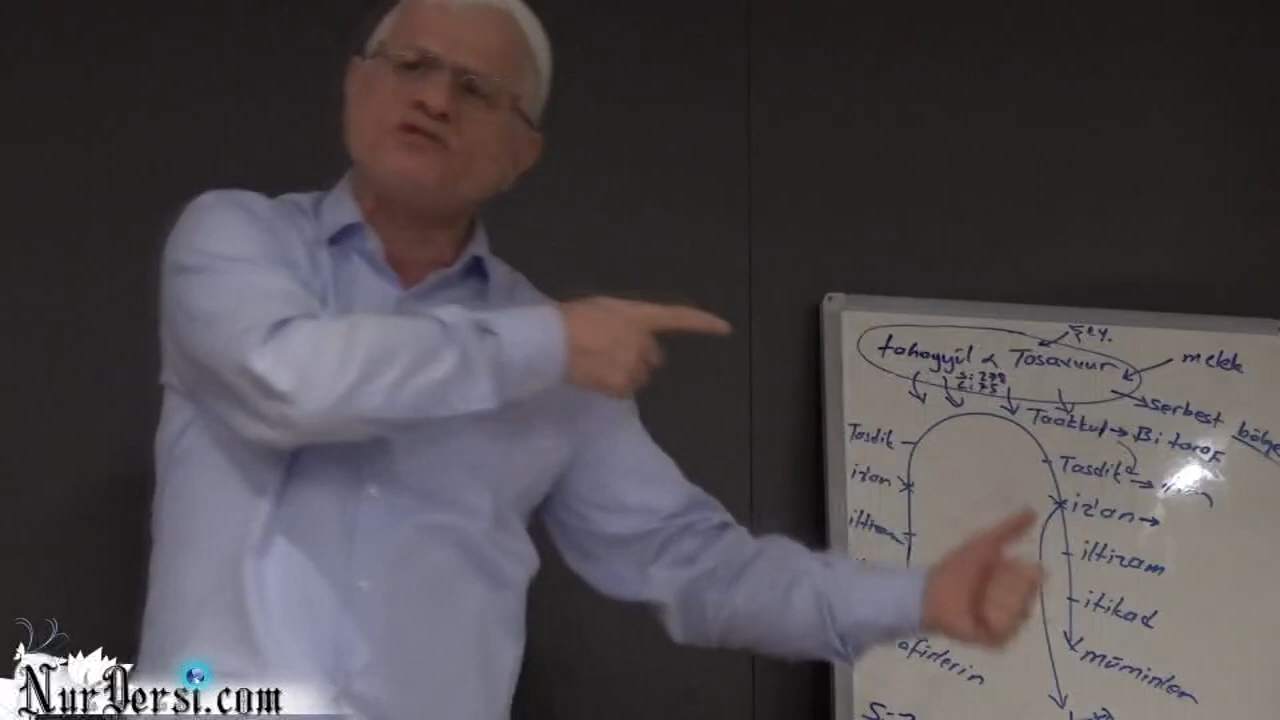 şey.
tahayyül & Tasavvur
melek
S: 278
serbest bölge
Taakkul → Bi taraf
Tasdik
Tasdik
iz'an
iz'an
iltizam
iltizam
itikad
müminler
NurDersi.com